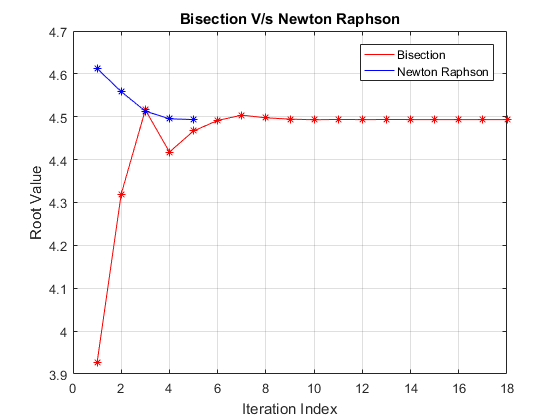 Bisection V/s Newton Raphson
4.7
4.6
4.5
4.4
4.3
4.2
4.1
4
3.9
Root Value
Bisection
Newton Raphson
0 2 4 6 8 10 12 14 16 18
Iteration Index